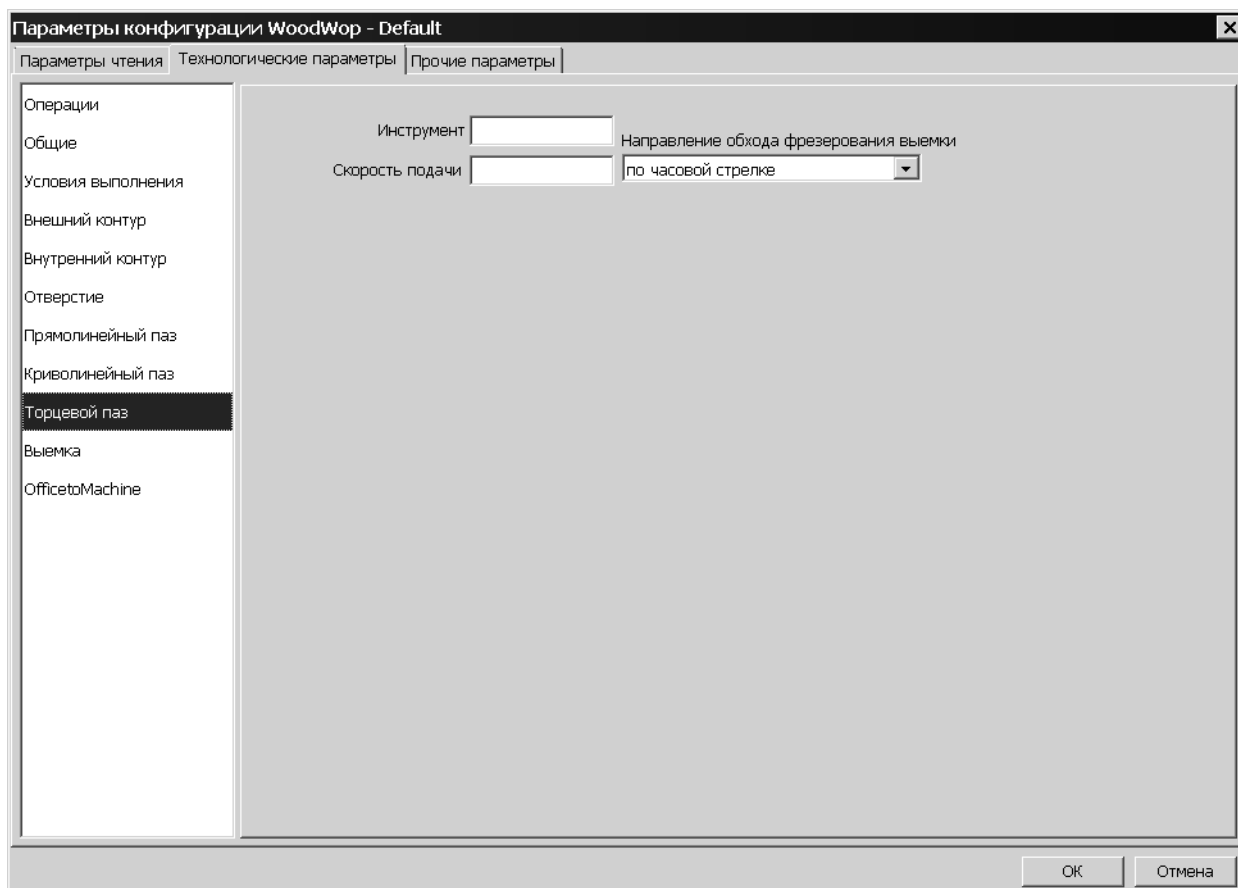 Параметры конфигурации WoodWop - Default
Параметры чтения Технологические параметры Прочие параметры
Операции
Общие
Условия выполнения
Внешний контур
Внутренний контур
Отверстие
Прямолинейный паз
Криволинейный паз
Торцевой паз
Выемка
OfficetoMachine
Инструмент
Скорость подачи
Направление обхода фрезерования выемки
по часовой стрелке
ОК Отмена